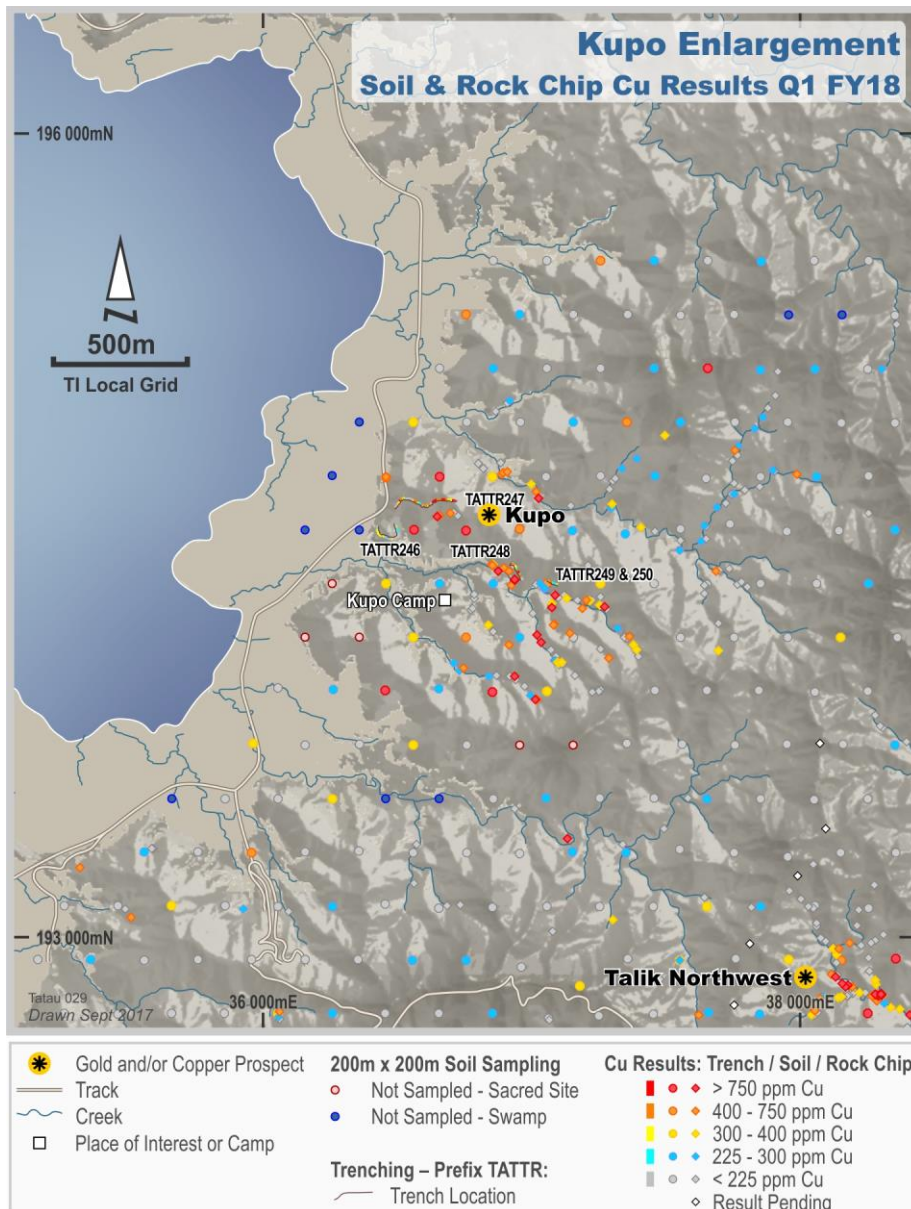 Kupo Enlargement
Soil & Rock Chip Cu Results Q1 FY18
196 000mN
500m
TI Local Grid
TATTR247
Kupo
TATTR246
TATTR248
TATTR249 & 250
Kupo Camp
193 000mN
Talik Northwest
Tatau 029
Drawn Sept 2017
36 000mE
38 000mE
Gold and/or Copper Prospect
Track
Creek
Place of Interest or Camp
200m x 200m Soil Sampling
Not Sampled - Sacred Site
Not Sampled - Swamp
Trenching – Prefix TATTR:
Trench Location
Cu Results: Trench / Soil / Rock Chip
> 750 ppm Cu
400 - 750 ppm Cu
300 - 400 ppm Cu
225 - 300 ppm Cu
< 225 ppm Cu
Result Pending